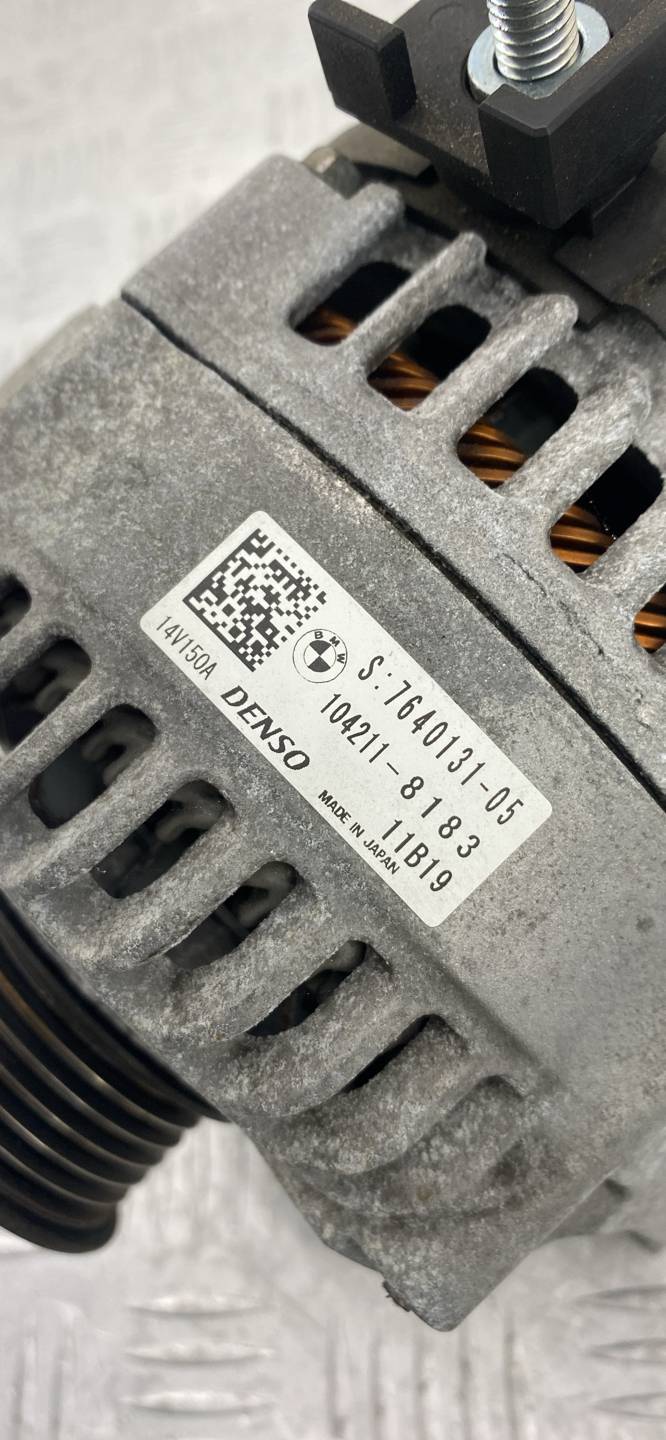 BMW
S:7640131-05
104211-8183
11B19
14V150A
DENSO
MADE IN JAPAN